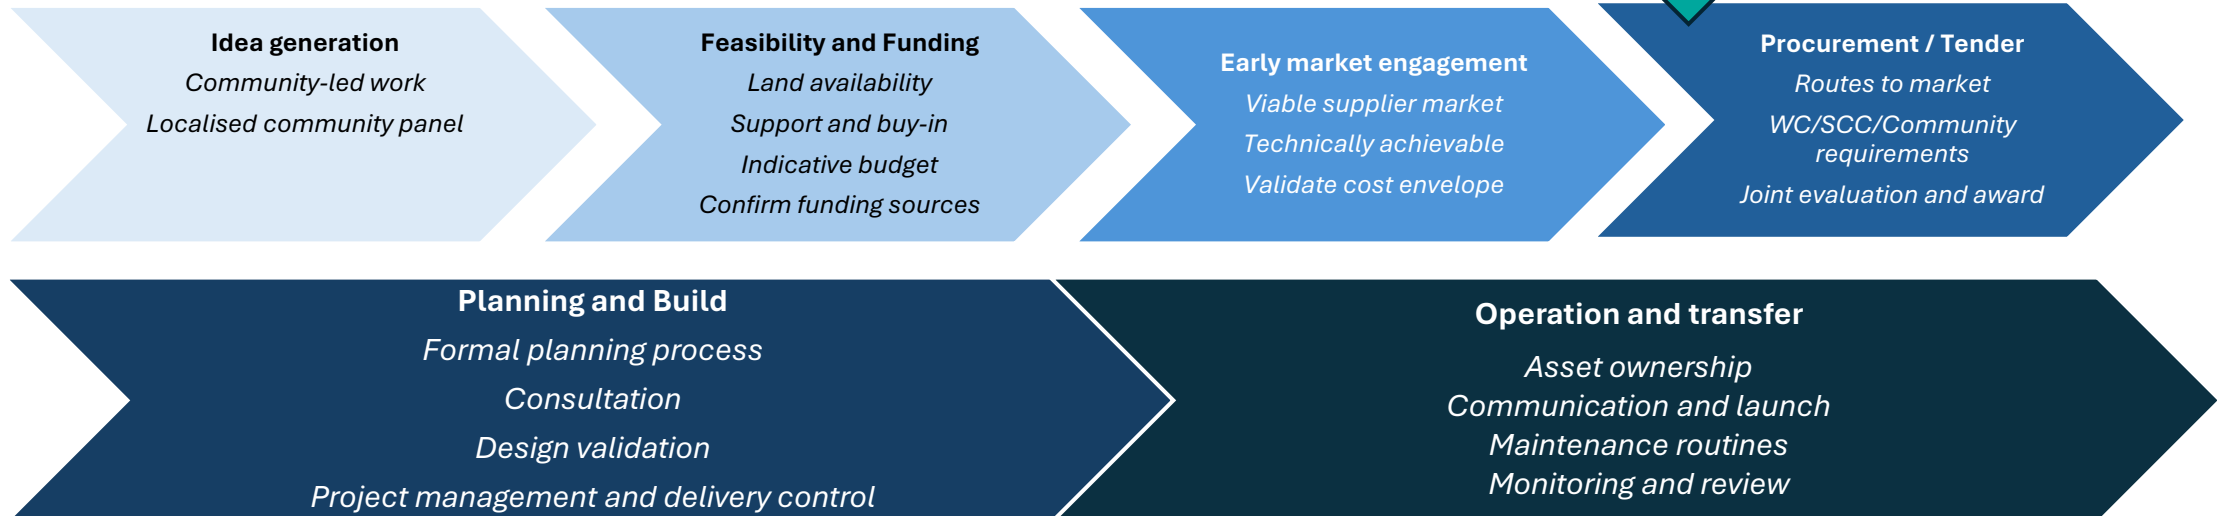 Idea generation
Community-led work
Localised community panel
Feasibility and Funding
Land availability
Support and buy-in
Indicative budget
Confirm funding sources
Early market engagement
Viable supplier market
Technically achievable
Validate cost envelope
Procurement / Tender
Routes to market
WC/SCC/Community
requirements
Joint evaluation and award
Planning and Build
Formal planning process
Consultation
Design validation
Project management and delivery control
Operation and transfer
Asset ownership
Communication and launch
Maintenance routines
Monitoring and review